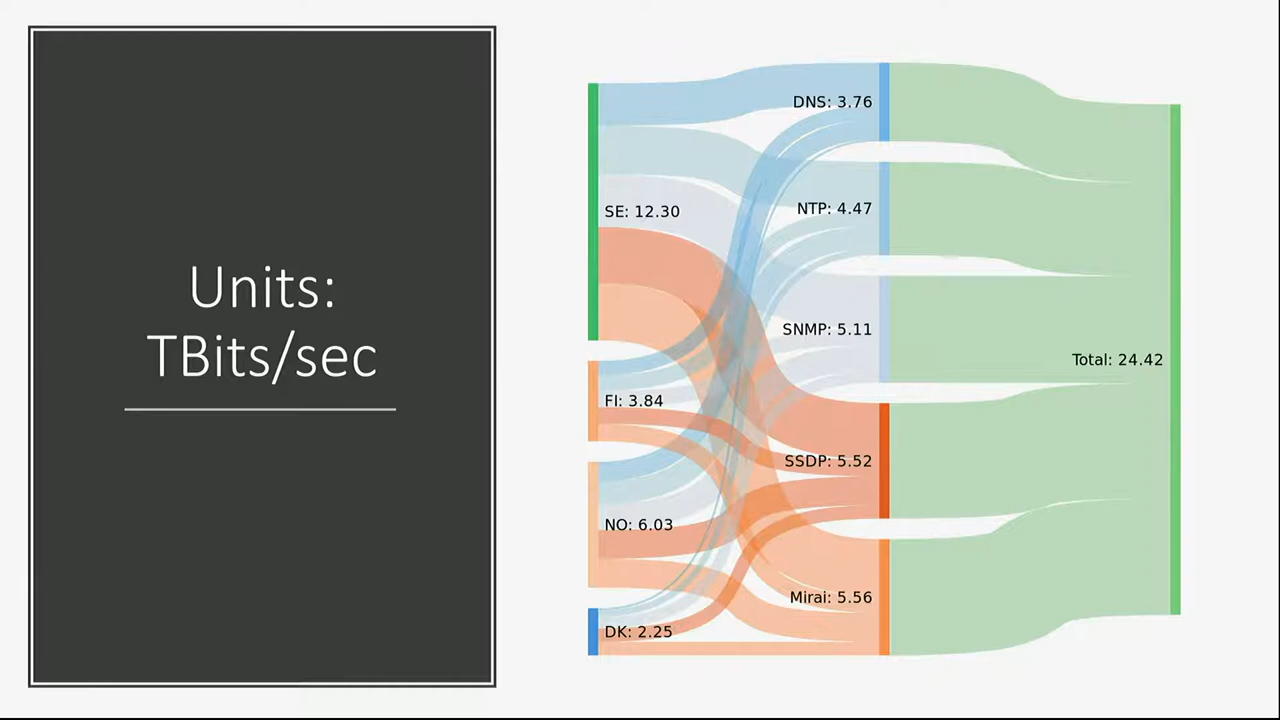 Units:
TBits/sec
SE: 12.30
FI: 3.84
NO: 6.03
DK: 2.25
DNS: 3.76
NTP: 4.47
SNMP: 5.11
SSDP: 5.52
Mirai: 5.56
Total: 24.42